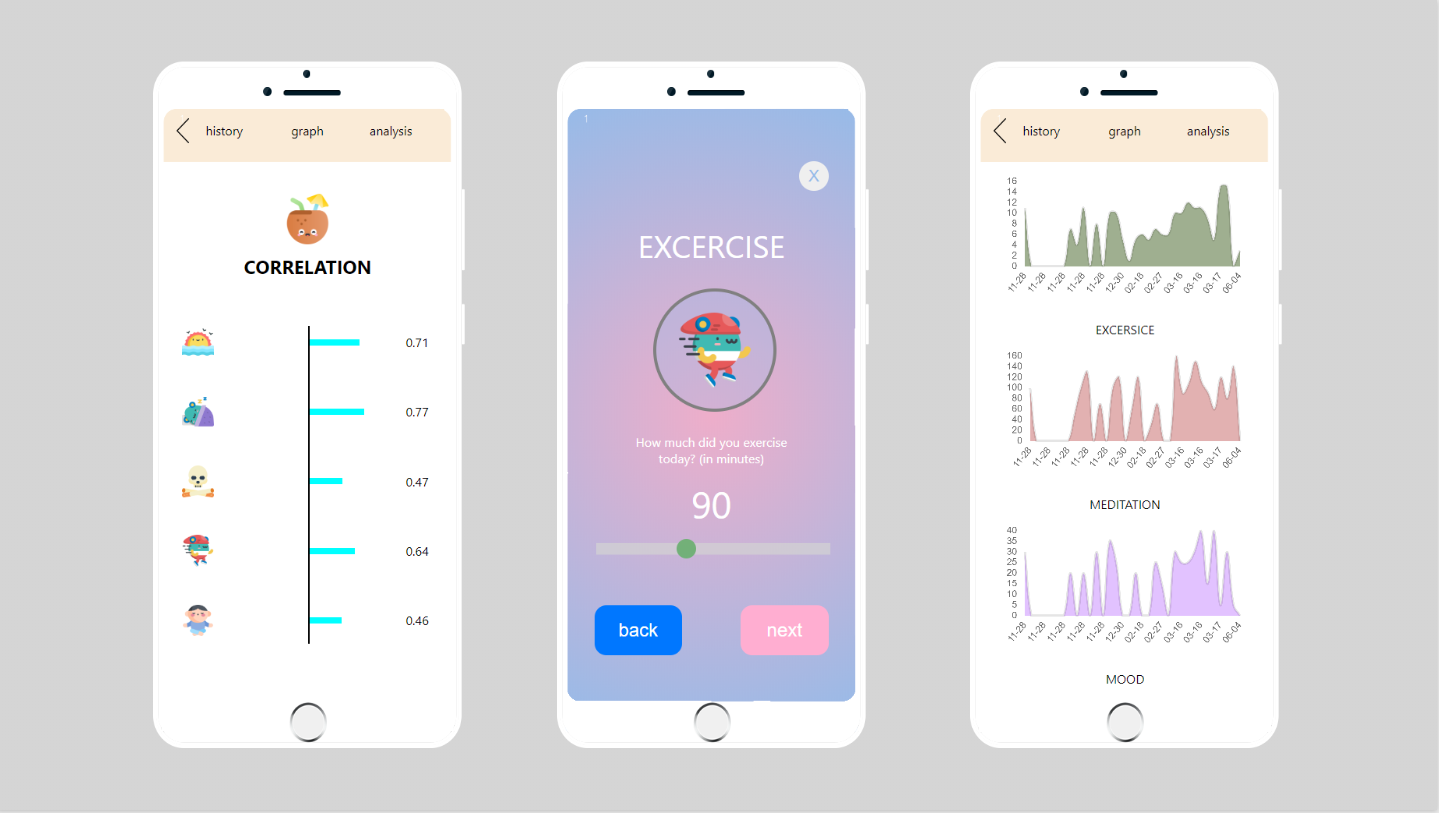 history graph analysis
CORRELATION
0.71
0.77
0.47
0.64
0.46
1
X
EXCERCISE
How much did you exercise
today? (in minutes)
90
back next
history graph analysis
16
14
12
10
8
6
4
2
0
11-28 11-28 11-28 11-28 11-28 12-30 02-18 02-27 03-16 03-16 03-17 06-04
EXCERSICE
160
140
120
100
80
60
40
20
0
11-28 11-28 11-28 11-28 11-28 12-30 02-18 02-27 03-16 03-16 03-17 06-04
MEDITATION
40
35
30
25
20
15
10
5
0
11-28 11-28 11-28 11-28 11-28 12-30 02-18 02-27 03-16 03-16 03-17 06-04
MOOD